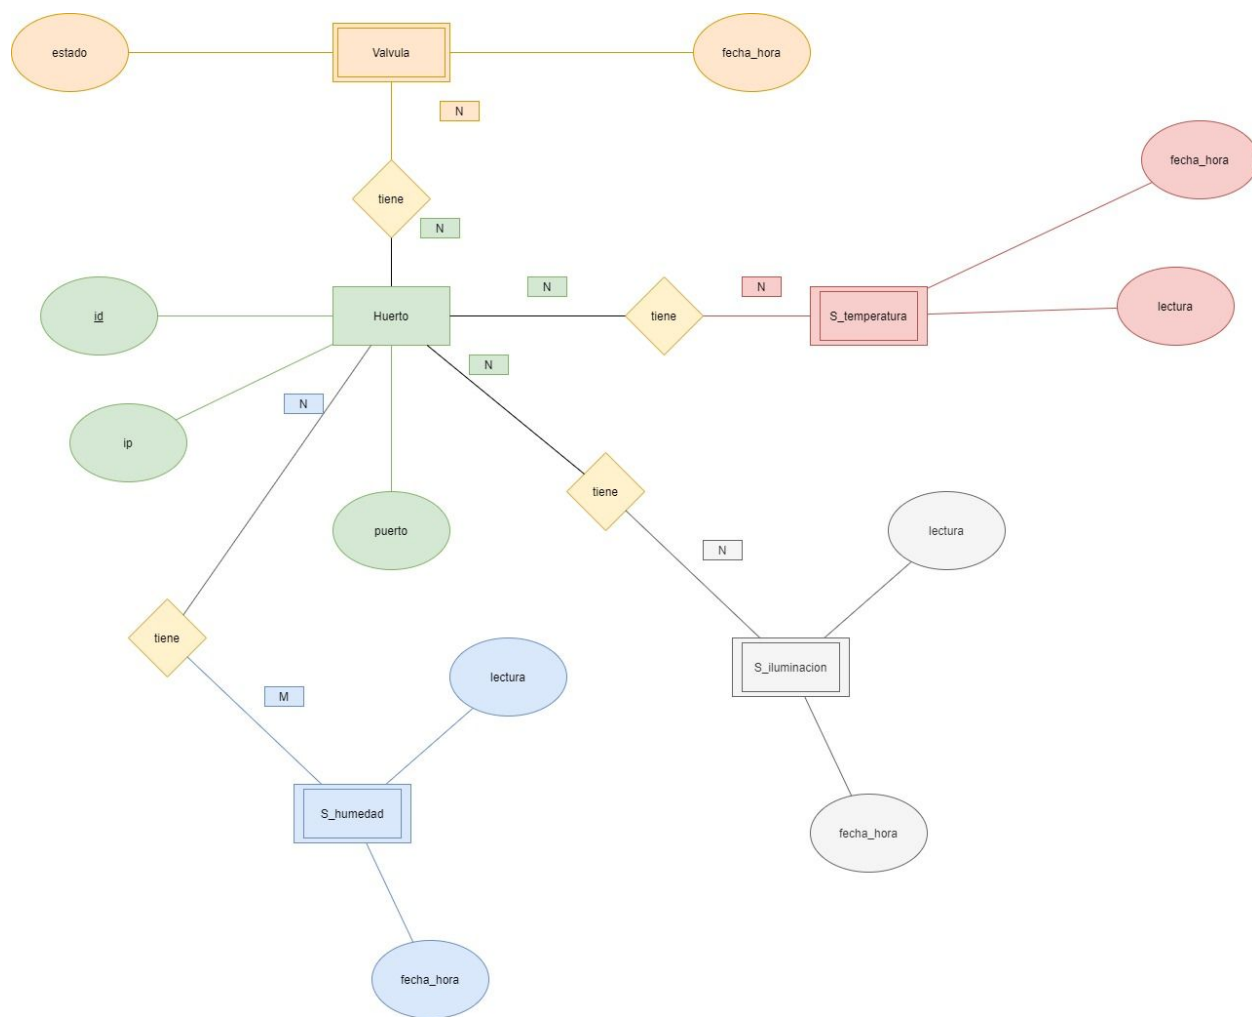 estado
Valvula
fecha_hora
N
fecha_hora
tiene
N
id
Huerto
N
tiene
N
S_temperatura
lectura
N
N
ip
puerto
tiene
lectura
N
tiene
S_iluminacion
lectura
M
S_humedad
fecha_hora
fecha_hora